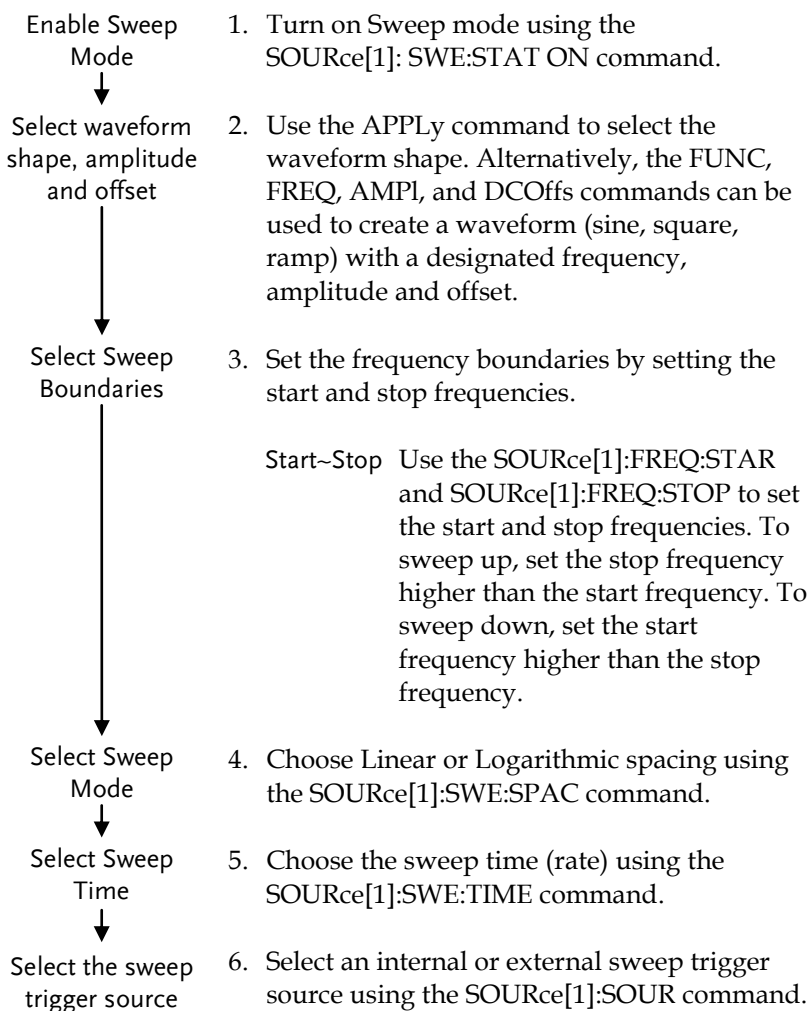 Enable Sweep
Mode
1. Turn on Sweep mode using the
SOURce[1]: SWE:STAT ON command.
Select waveform
shape, amplitude
and offset
2. Use the APPLy command to select the
waveform shape. Alternatively, the FUNC,
FREQ, AMPl, and DCOffs commands can be
used to create a waveform (sine, square,
ramp) with a designated frequency,
amplitude and offset.
Select Sweep
Boundaries
3. Set the frequency boundaries by setting the
start and stop frequencies.
Start~Stop Use the SOURce[1]:FREQ:STAR
and SOURce[1]:FREQ:STOP to set
the start and stop frequencies. To
sweep up, set the stop frequency
higher than the start frequency. To
sweep down, set the start
frequency higher than the stop
frequency.
Select Sweep
Mode
4. Choose Linear or Logarithmic spacing using
the SOURce[1]:SWE:SPAC command.
Select Sweep
Time
5. Choose the sweep time (rate) using the
SOURce[1]:SWE:TIME command.
Select the sweep
trigger source
6. Select an internal or external sweep trigger
source using the SOURce[1]:SOUR command.